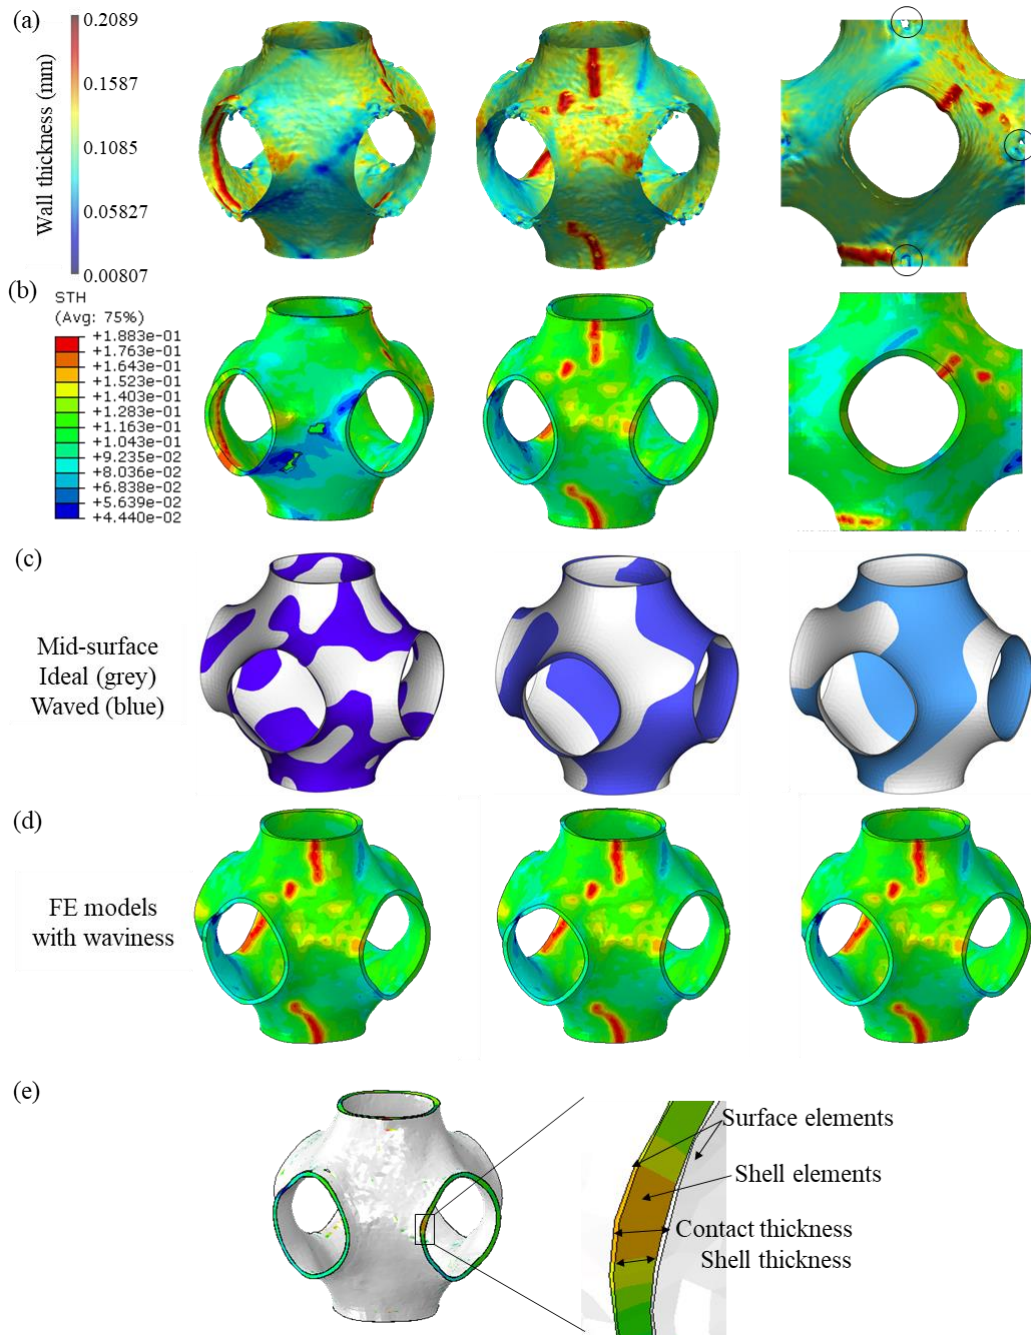 (a)
Wall thickness (mm)
0.2089
0.1587
0.1085
0.05827
0.00807
(b)
STH
(Avg: 75%)
+1.883e-01
+1.763e-01
+1.643e-01
+1.523e-01
+1.403e-01
+1.283e-01
+1.163e-01
+1.043e-01
+9.235e-02
+8.036e-02
+6.838e-02
+5.639e-02
+4.440e-02
(c)
Mid-surface
Ideal (grey)
Waved (blue)
(d)
FE models
with waviness
(e)
Surface elements
Shell elements
Contact thickness
Shell thickness